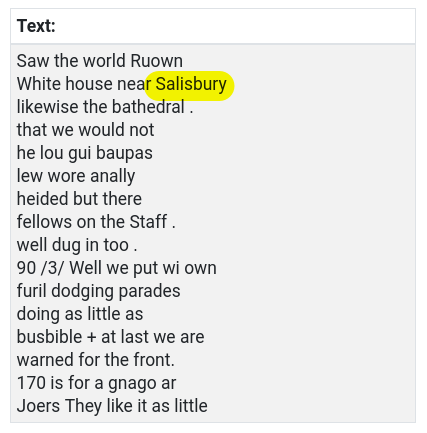 Text:
Saw the world Ruown
White house near Salisbury
likewise the bathedral .
that we would not
he lou gui baupas
lew wore anally
heided but there
fellows on the Staff .
well dug in too .
90 /3/ Well we put wi own
furil dodging parades
doing as little as
busbible + at last we are
warned for the front.
170 is for a gnago ar
Joers They like it as little